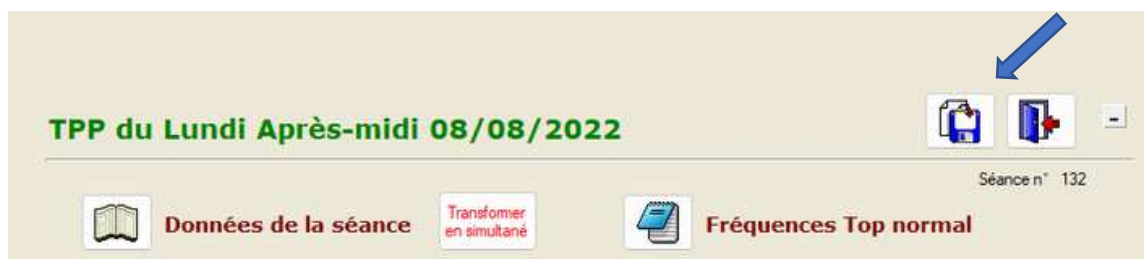 TPP du Lundi Après-midi 08/08/2022
-
Séance n° 132
Données de la séance
Transformer
en simultané
Fréquences Top normal